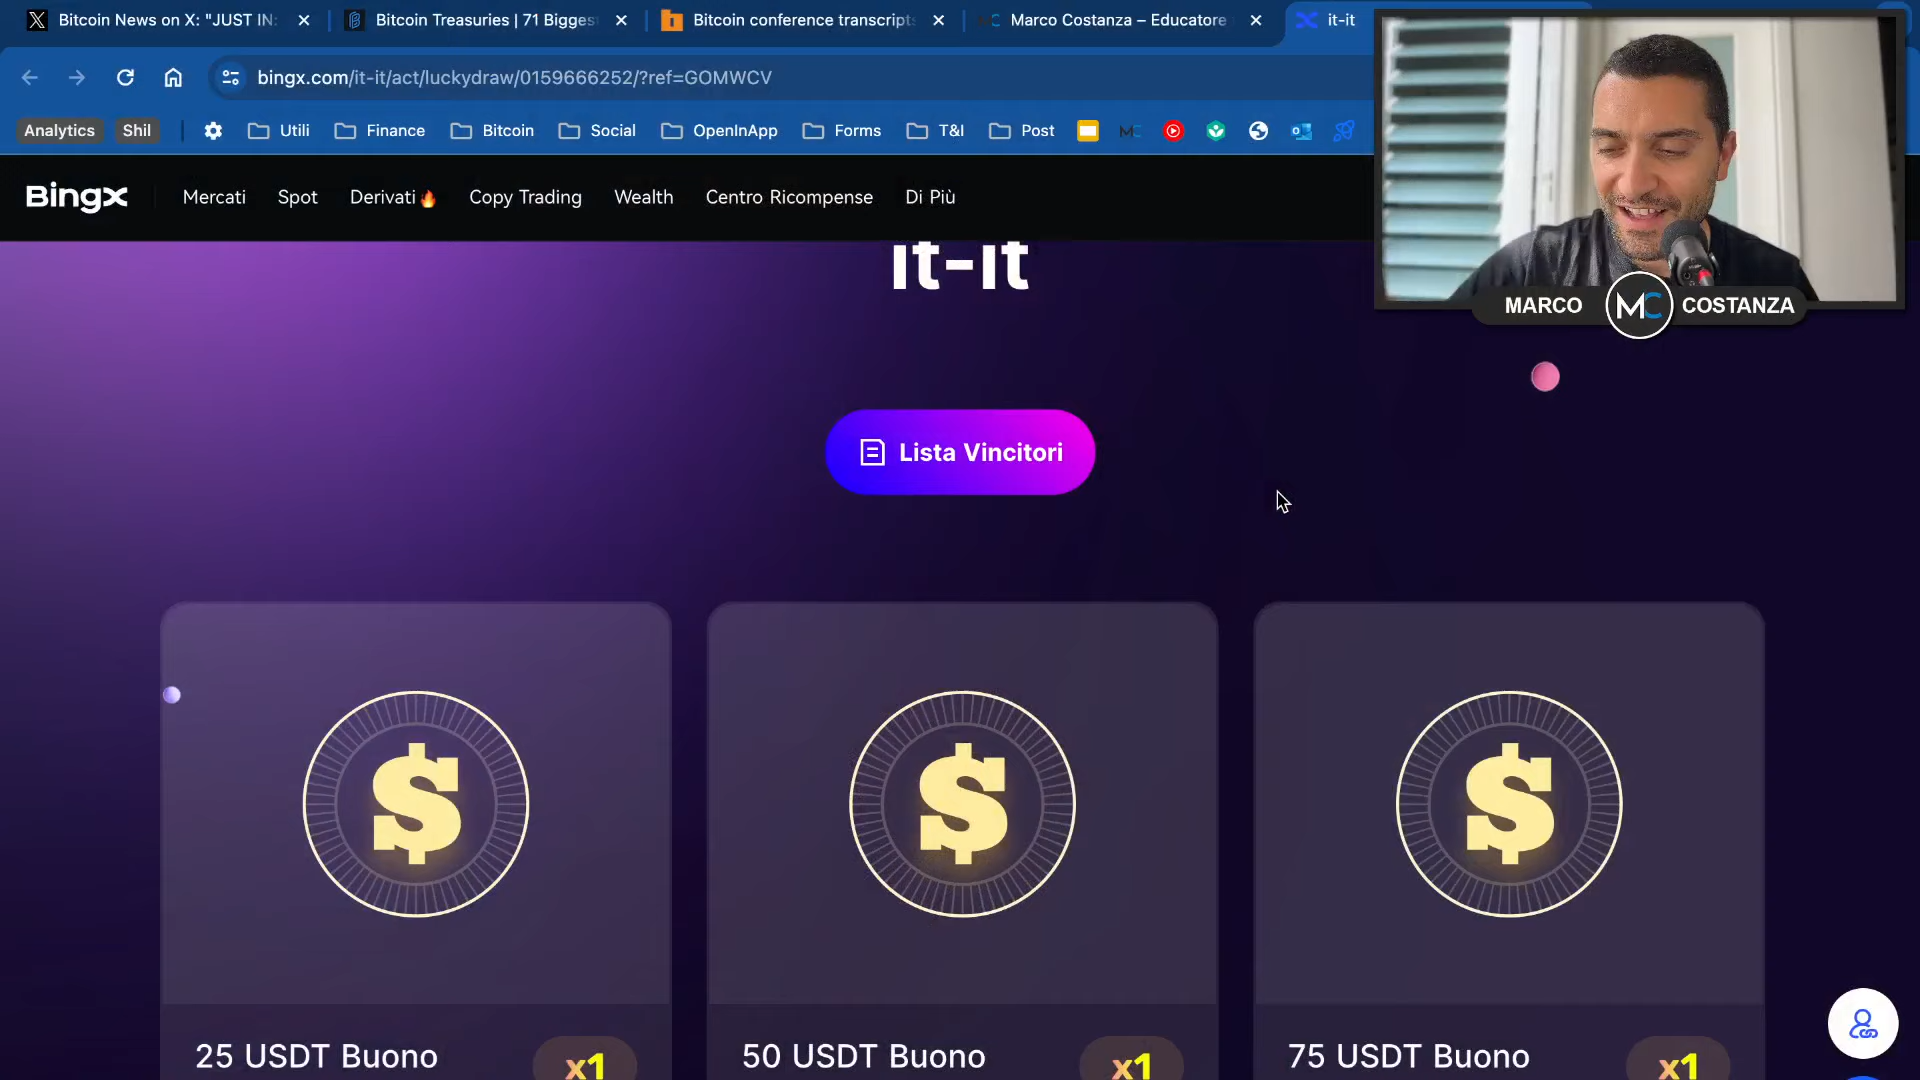 Bitcoin News on X: "JUST IN:
Bitcoin Treasuries | 71 Bigges
Bitcoin conference transcripts
Marco Costanza – Educatore
it-it
bingx.com/it-it/act/luckydraw/0159666252/?ref=GOMWCV
Analytics
Shil
Utili
Finance
Bitcoin
Social
OpenInApp
Forms
T&I
Post
BingX
Mercati
Spot
Derivati
Copy Trading
Wealth
Centro Ricompense
Di Più
MARCO MC COSTANZA
it-it
Lista Vincitori
25 USDT Buono
x1
50 USDT Buono
x1
75 USDT Buono
x1